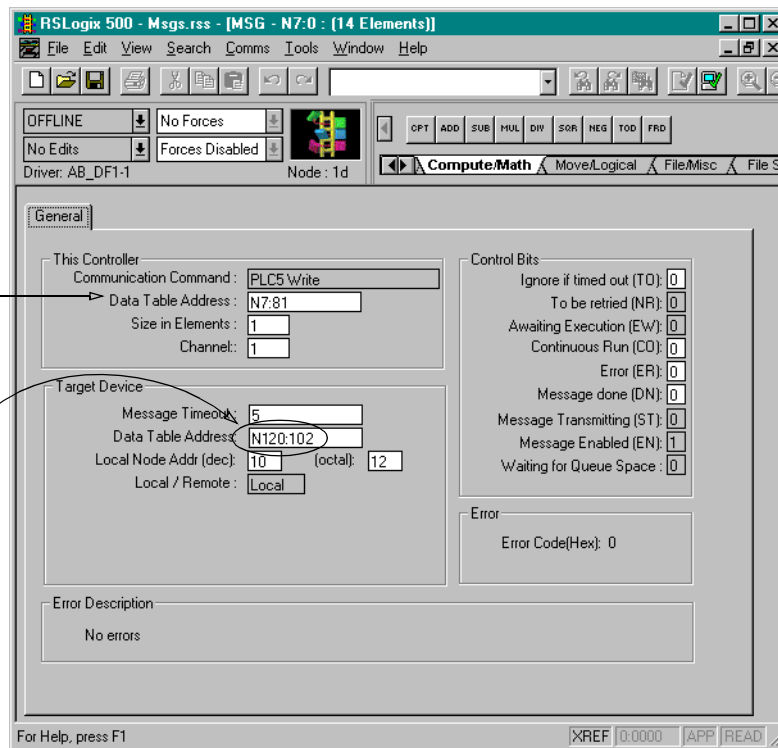 RSLogix 500 - Msgs.rss - [MSG - N7:0 : (14 Elements)]
File Edit View Search Comms Tools Window Help
OFFLINE No Forces
No Edits Forces Disabled
Driver: AB_DF1-1 Node : 1d
CPT ADD SUB MUL DIV SQR NEG TOD FRD
Compute/Math Move/Logical File/Misc File S
General
This Controller
Communication Command : PLC5 Write
Data Table Address : N7:81
Size in Elements : 1
Channel:: 1
Target Device
Message Timeout : 5
Data Table Address: N120:102
Local Node Addr (dec): 10 (octal): 12
Local / Remote : Local
Control Bits
Ignore if timed out (TO): 0
To be retried (NR): 0
Awaiting Execution (EW): 0
Continuous Run (CO): 0
Error (ER): 0
Message done (DN): 0
Message Transmitting (ST): 0
Message Enabled (EN): 1
Waiting for Queue Space : 0
Error
Error Code(Hex): 0
Error Description
No errors
For Help, press F1
XREF 0:0000 APP READ